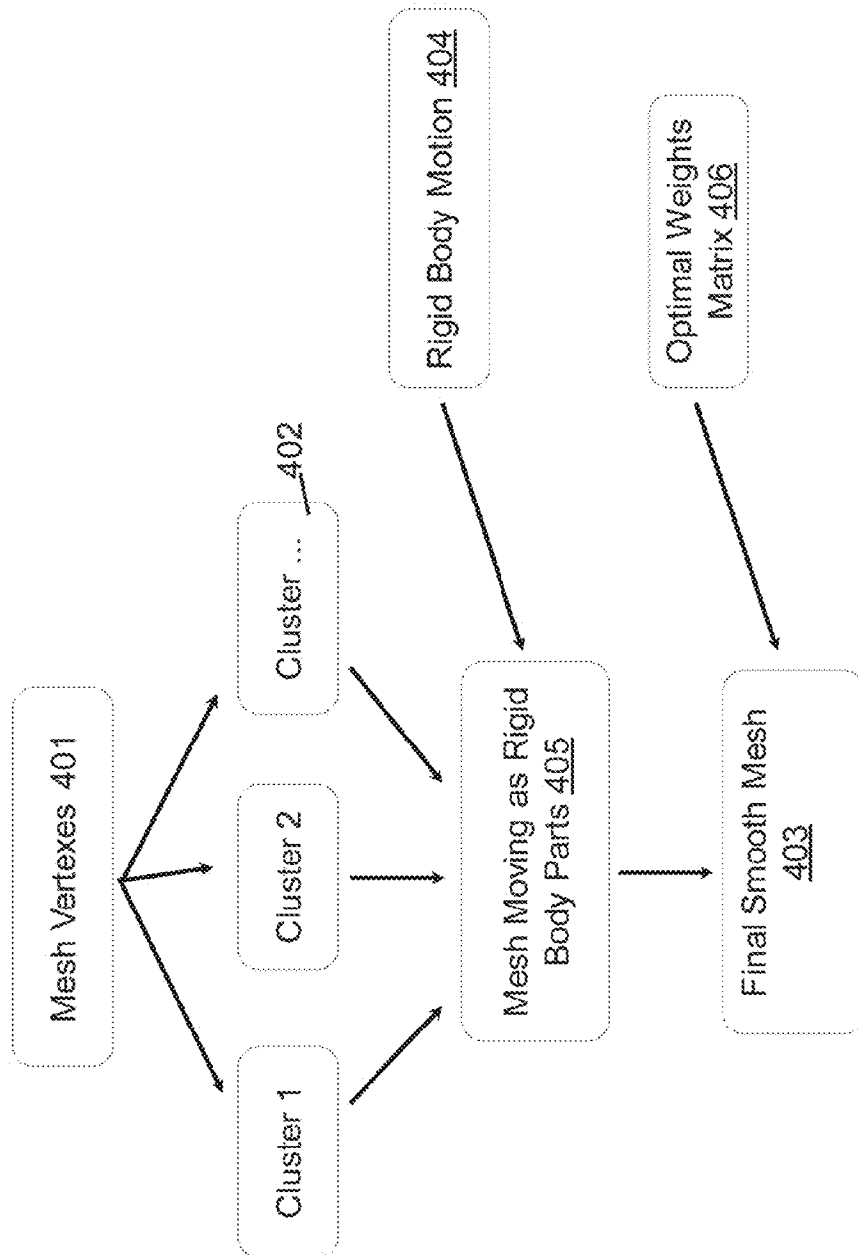 Mesh Vertexes 401
Cluster 1
Cluster 2
Cluster ...
402
Rigid Body Motion 404
Mesh Moving as Rigid
Body Parts 405
Optimal Weights
Matrix 406
Final Smooth Mesh
403